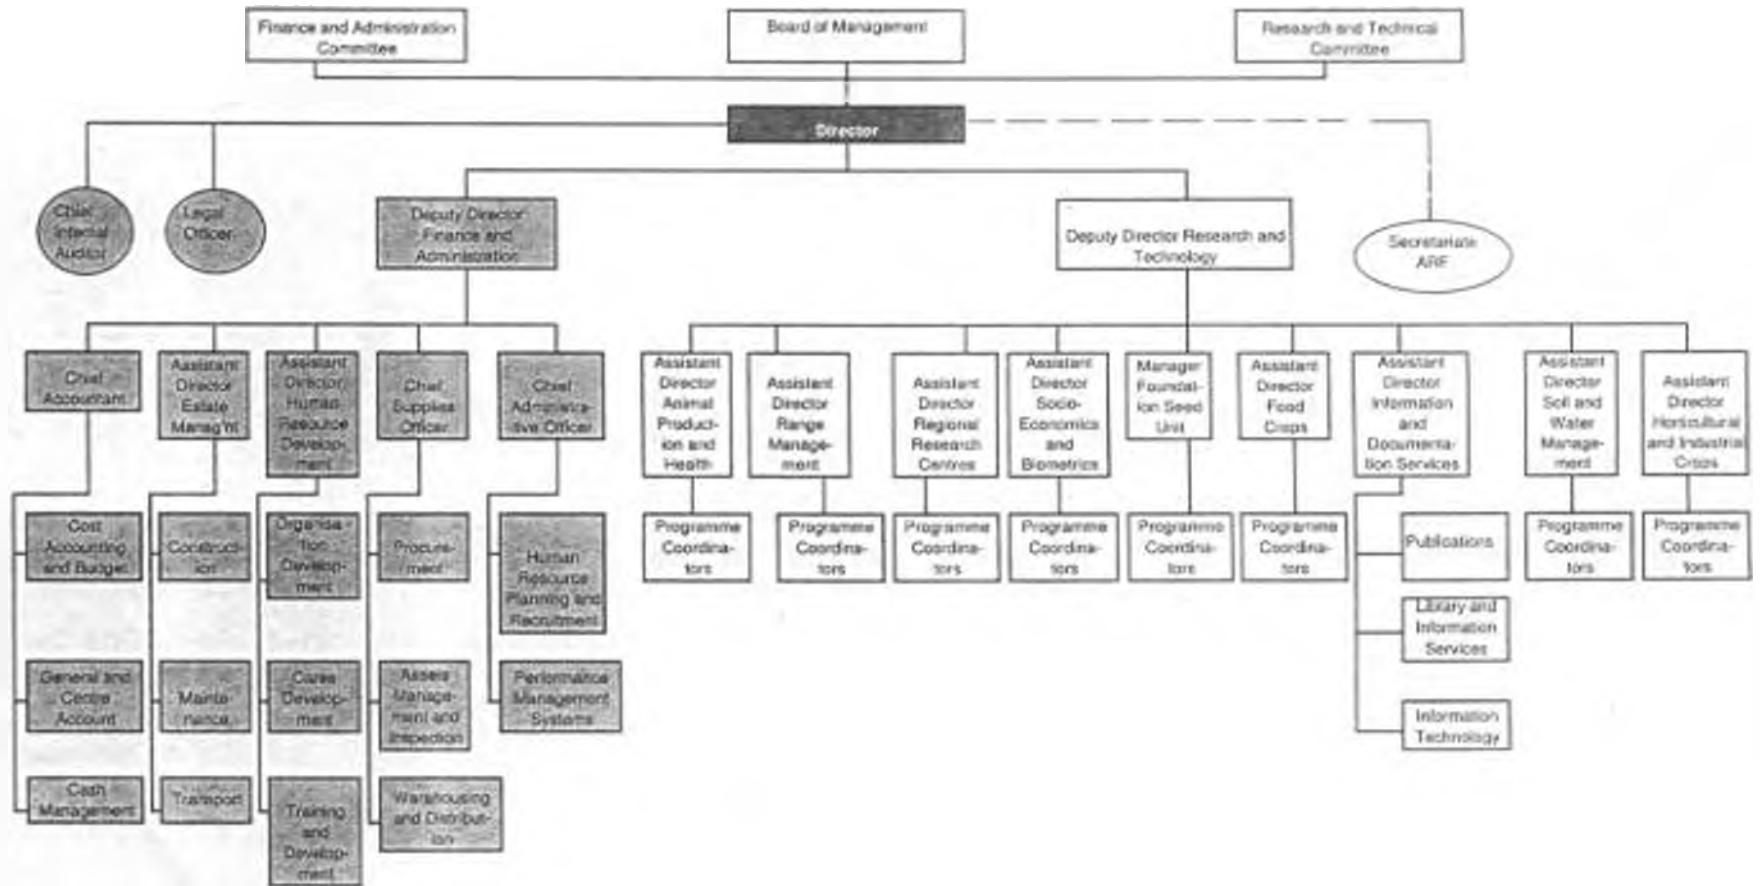 Finance and Administration
Committee
Board of Management
Research and Technical
Committee
Director
Chief
Internal
Auditor
Legal
Officer
Deputy Director
Finance and
Administration
Deputy Director Research and
Technology
Secretariate
ARF
Chief
Accountant
Assistant
Director
Estate
Manag'nt
Assistant
Director
Human
Resource
Develop-
ment
Chief
Supplies
Officer
Chief
Administra-
tive Officer
Assistant
Director
Animal
Product-
ion and
Health
Assistant
Director
Range
Manage-
ment
Assistant
Director
Regional
Research
Centres
Assistant
Director
Socio-
Economics
and
Biometrics
Manager
Foundat-
ion Seed
Unit
Assistant
Director
Food
Crops
Assistant
Director
Information
and
Documenta-
tion Services
Assistant
Director
Soil and
Water
Manage-
ment
Assistant
Director
Horticultural
and Industrial
Crops
Cost
Accounting
and Budget
Construct-
ion
Organisa-
tion
Develop-
ment
Procure-
ment
Human
Resource
Planning and
Recruitment
Programme
Coordina-
tors
Programme
Coordina-
tors
Programme
Coordina-
tors
Programme
Coordina-
tors
Programme
Coordina-
tors
Programme
Coordina-
tors
Publications
Programme
Coordina-
tors
Programme
Coordina-
tors
Library and
Information
Services
General and
Centre
Account
Mainte-
nance
Develop-
ment
Assets
Manage-
ment and
Inspection
Performance
Management
Systems
Information
Technology
Cash
Management
Transport
Training
and
Develop-
ment
Warehousing
and Distribut-
ion